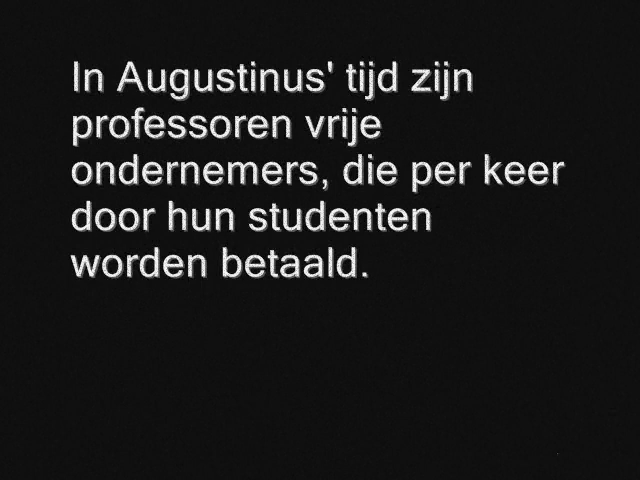 In Augustinus' tijd zijn
professoren vrije
ondernemers, die per keer
door hun studenten
worden betaald.